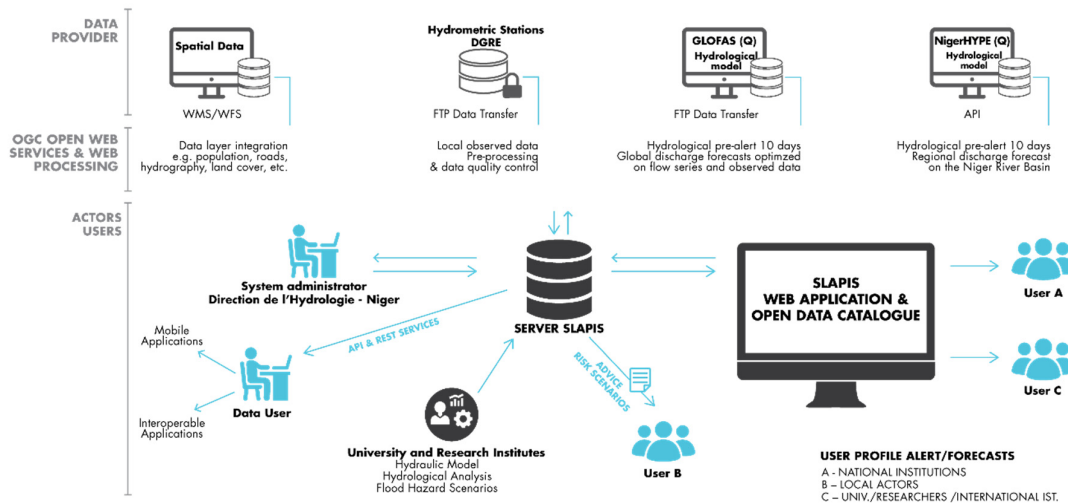 DATA
PROVIDER
Spatial Data
WMS/WFS
Hydrometric Stations
DGRE
FTP Data Transfer
GLOFAS (Q)
Hydrological
model
FTP Data Transfer
NigerHYPE (Q)
Hydrological
model
API
OGC OPEN WEB
SERVICES & WEB
PROCESSING
Data layer integration
e.g. population, roads,
hydrography, land cover, etc.
Local observed data
Pre-processing
& data quality control
Hydrological pre-alert 10 days
Global discharge forecasts optimzed
on flow series and observed data
Hydrological pre-alert 10 days
Regional discharge forecast
on the Niger River Basin
ACTORS
USERS
System administrator
Direction de l'Hydrologie - Niger
SERVER SLAPIS
SLAPIS
WEB APPLICATION &
OPEN DATA CATALOGUE
User A
User C
API & REST SERVICES
Mobile
Applications
Data User
Interoperable
Applications
ADVICE
RISK SCENARIOS
University and Research Institutes
Hydraulic Model
Hydrological Analysis
Flood Hazard Scenarios
User B
USER PROFILE ALERT/FORECASTS
A - NATIONAL INSTITUTIONS
B – LOCAL ACTORS
C – UNIV./RESEARCHERS /INTERNATIONAL IST.